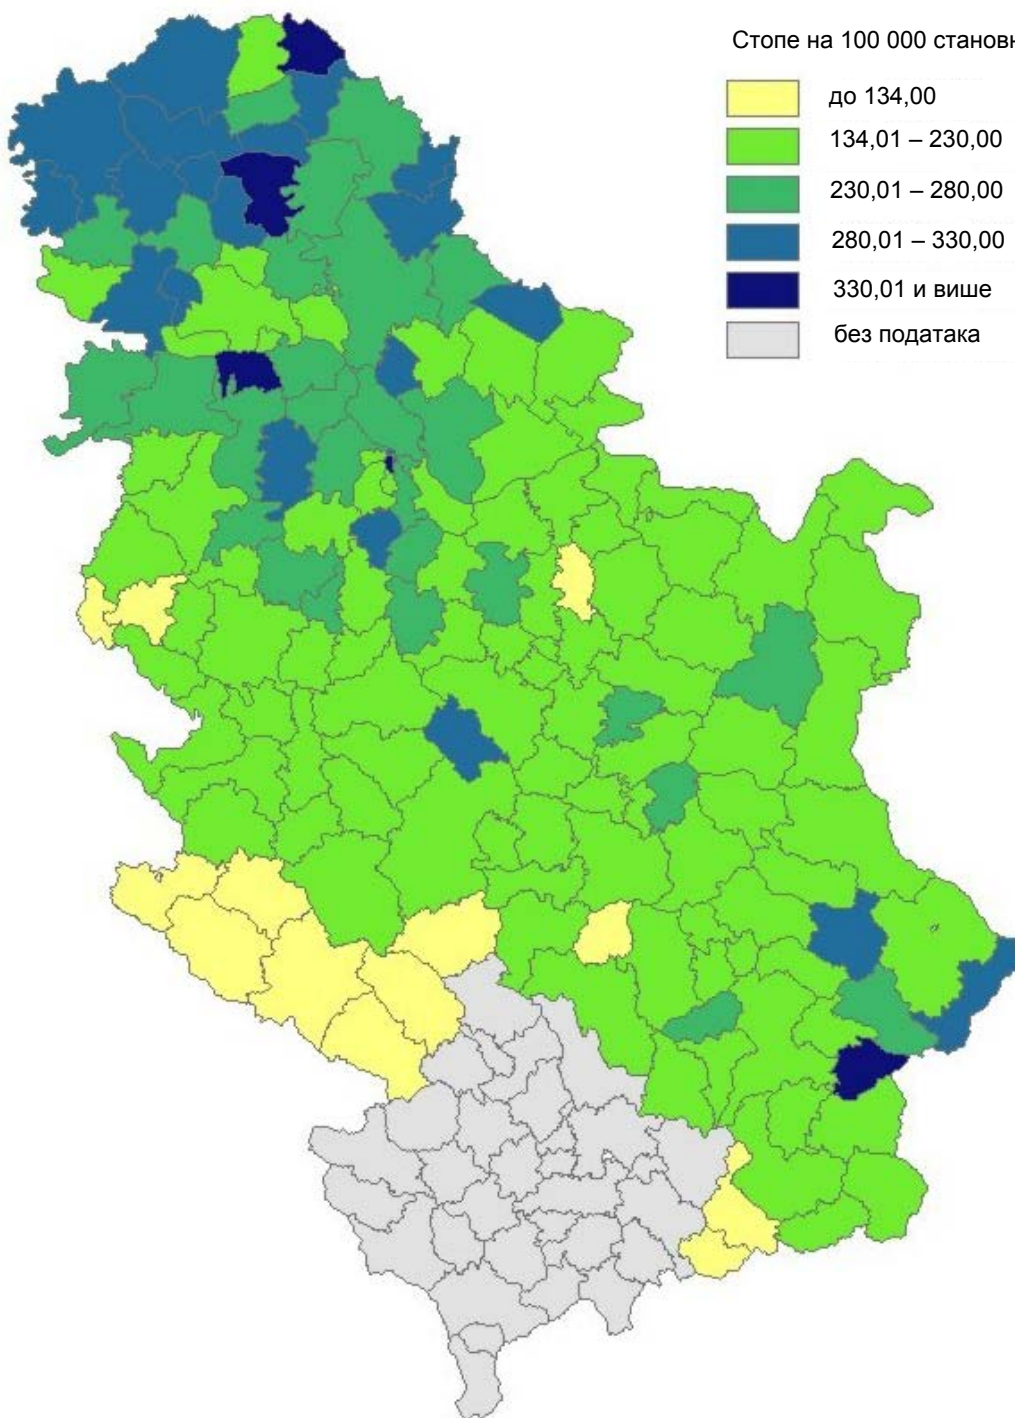 Стопе на 100 000 становн
до 134,00
134,01 – 230,00
230,01 – 280,00
280,01 – 330,00
330,01 и више
без података